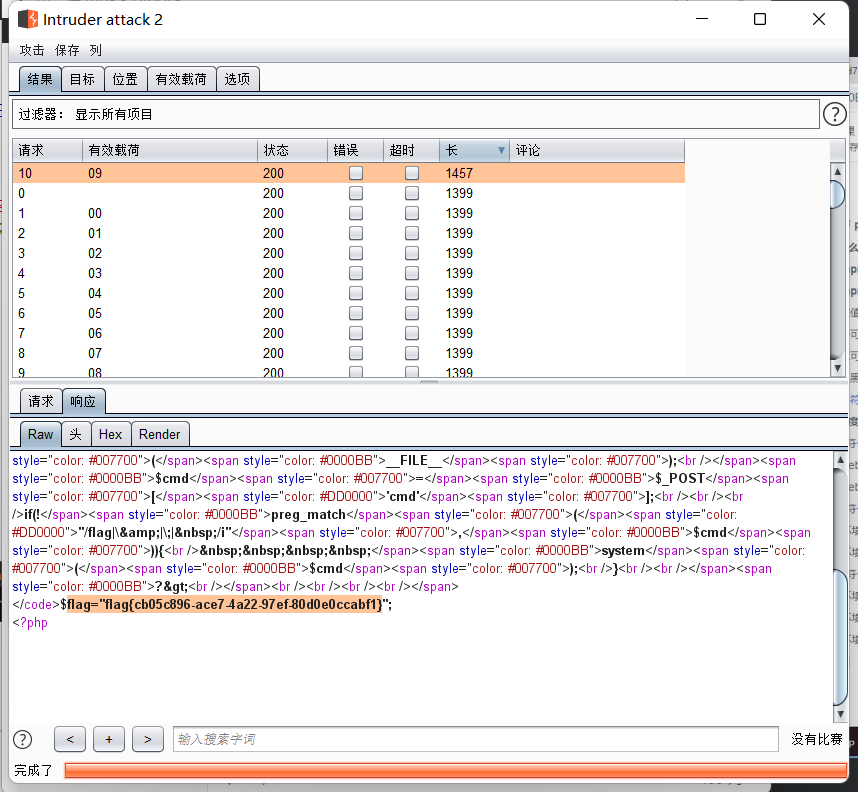 Intruder attack 2
攻击 保存 列
结果 目标 位置 有效载荷 选项
过滤器： 显示所有项目 ?
请求 有效载荷 状态 错误 超时 长 评论
10 09 200 1457
0 200 1399
1 00 200 1399
2 01 200 1399
3 02 200 1399
4 03 200 1399
5 04 200 1399
6 05 200 1399
7 06 200 1399
8 07 200 1399
9 08 200 1399
请求 响应
Raw 头 Hex Render
style="color: #007700">(</span><span style="color: #0000BB">__FILE__</span><span style="color: #007700">);<br /></span><span
style="color: #0000BB">$cmd</span><span style="color: #007700">=</span><span style="color: #0000BB">$_POST</span><span
style="color: #007700">[</span><span style="color: #DD0000">'cmd'</span><span style="color: #007700">];<br /><br /><br
/>if(!</span><span style="color: #0000BB">preg_match</span><span style="color: #007700">(</span><span style="color:
#DD0000">"/flag|\&amp;|\;|&nbsp;/i"</span><span style="color: #007700">,</span><span style="color: #0000BB">$cmd</span><span
style="color: #007700">)){<br />&nbsp;&nbsp;&nbsp;&nbsp;</span><span style="color: #0000BB">system</span><span style="color:
#007700">(</span><span style="color: #0000BB">$cmd</span><span style="color: #007700">);<br />}<br /><br /></span><span
style="color: #0000BB">?&gt;<br /></span><br /><br /><br /><br /></span>
</code>$flag="flag{cb05c896-ace7-4a22-97ef-80d0e0ccabf1}";
<?php
? < + > 输入搜索字词 没有比赛
完成了